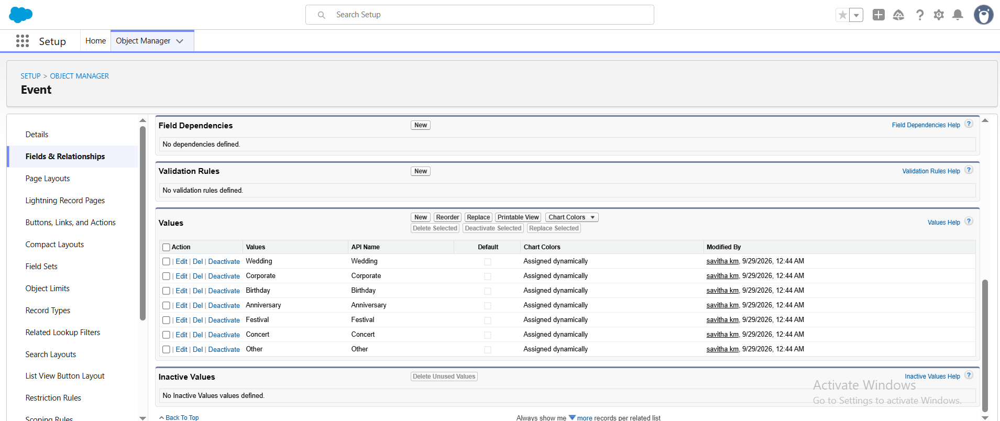 Search Setup
Setup
Home
Object Manager
SETUP > OBJECT MANAGER
Event
Details
Fields & Relationships
Page Layouts
Lightning Record Pages
Buttons, Links, and Actions
Compact Layouts
Field Sets
Object Limits
Record Types
Related Lookup Filters
Search Layouts
List View Button Layout
Restriction Rules
Scoping Rules
Field Dependencies New Field Dependencies Help ?
No dependencies defined.
Validation Rules New Validation Rules Help ?
No validation rules defined.
Values New Reorder Replace Printable View Chart Colors Values Help ?
Delete Selected Deactivate Selected Replace Selected
Action Values API Name Default Chart Colors Modified By
| Edit | Del | Deactivate Wedding Wedding Assigned dynamically savitha km, 9/29/2026, 12:44 AM
| Edit | Del | Deactivate Corporate Corporate Assigned dynamically savitha km, 9/29/2026, 12:44 AM
| Edit | Del | Deactivate Birthday Birthday Assigned dynamically savitha km, 9/29/2026, 12:44 AM
| Edit | Del | Deactivate Anniversary Anniversary Assigned dynamically savitha km, 9/29/2026, 12:44 AM
| Edit | Del | Deactivate Festival Festival Assigned dynamically savitha km, 9/29/2026, 12:44 AM
| Edit | Del | Deactivate Concert Concert Assigned dynamically savitha km, 9/29/2026, 12:44 AM
| Edit | Del | Deactivate Other Other Assigned dynamically savitha km, 9/29/2026, 12:44 AM
Inactive Values Delete Unused Values Inactive Values Help ?
No Inactive Values values defined.
Back To Top Always show me more records per related list
Activate Windows
Go to Settings to activate Windows.